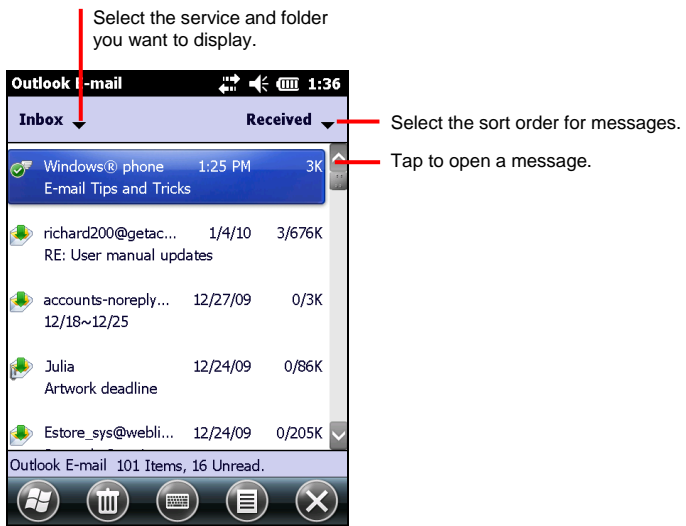 Select the service and folder
you want to display.
Outlook E-mail 1:36
Inbox Received
Select the sort order for messages.
Windows® phone 1:25 PM 3K
Tap to open a message.
E-mail Tips and Tricks
richard200@getac... 1/4/10 3/676K
RE: User manual updates
accounts-noreply... 12/27/09 0/3K
12/18~12/25
Julia 12/24/09 0/86K
Artwork deadline
Estore_sys@webli... 12/24/09 0/205K
Outlook E-mail 101 Items, 16 Unread.